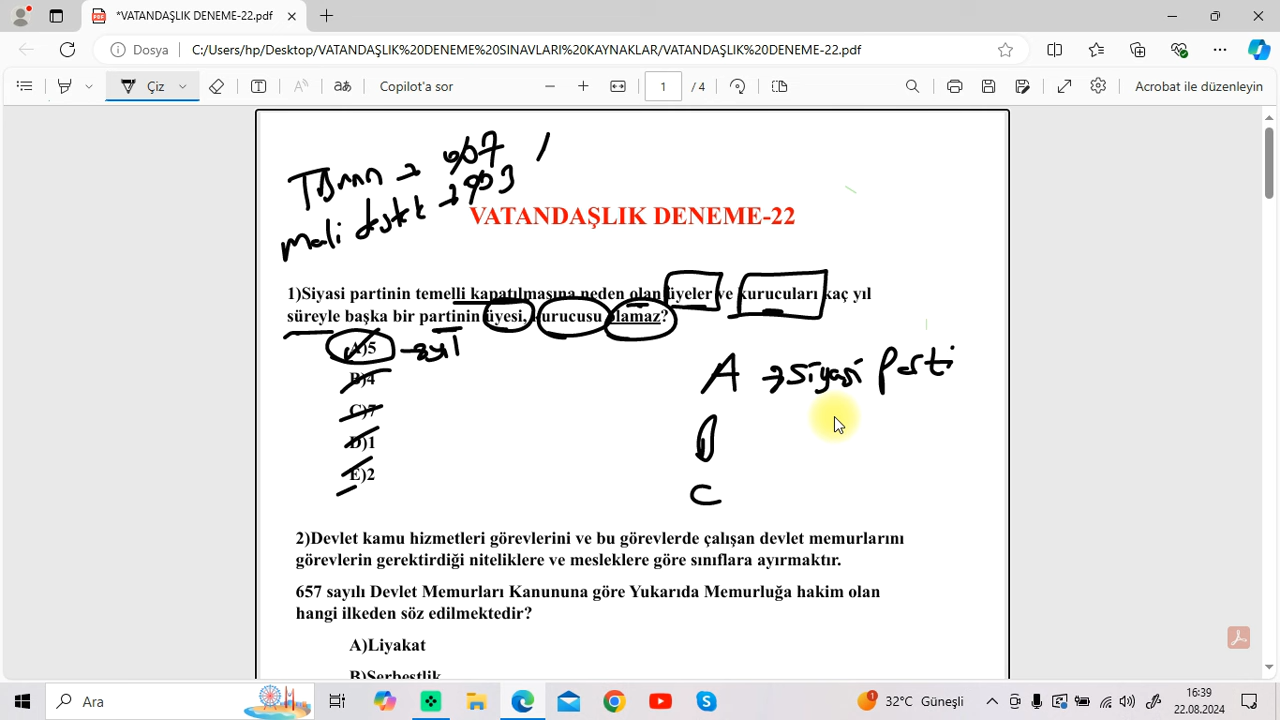 *VATANDAŞLIK DENEME-22.pdf
Dosya C:/Users/hp/Desktop/VATANDAŞLIK%20DENEME%20SINAVLARI%20KAYNAKLAR/VATANDAŞLIK%20DENEME-22.pdf
Çiz aあ Copilot'a sor 1 / 4 Acrobat ile düzenleyin
TBmm → %7
mali destek → %3
VATANDAŞLIK DENEME-22
1)Siyasi partinin temelli kapatılmasına neden olan üyeler ve kurucuları kaç yıl
süreyle başka bir partinin üyesi, kurucusu olamaz?
A)5
B)4
C)7
D)1
E)2
A → siyasi Parti
B
C
2)Devlet kamu hizmetleri görevlerini ve bu görevlerde çalışan devlet memurlarını
görevlerin gerektirdiği niteliklere ve mesleklere göre sınıflara ayırmaktır.
657 sayılı Devlet Memurları Kanununa göre Yukarıda Memurluğa hakim olan
hangi ilkeden söz edilmektedir?
A)Liyakat
B)Serbestlik
Ara 32°C Güneşli 16:39
22.08.2024